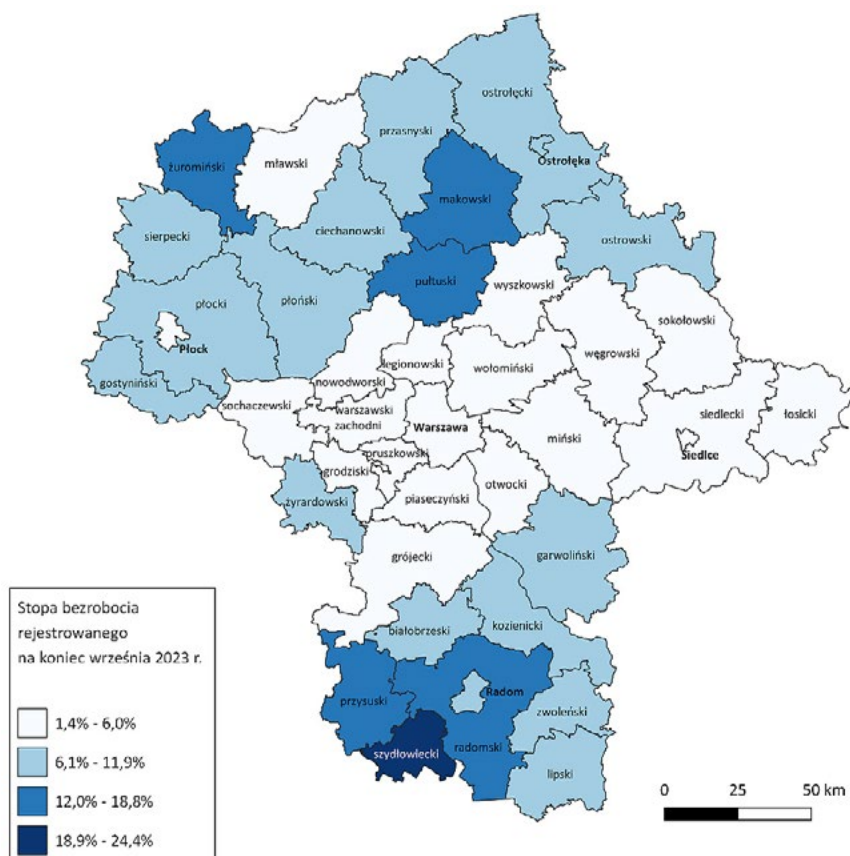 ostrołęcki
przasnyski
Ostrołęka
żuromiński
mławski
makowski
sierpecki
ciechanowski
ostrowski
pułtuski
wyszkowski
płocki
płoński
sokołowski
Płock
węgrowski
legionowski
wołomiński
gostyniński
nowodworski
sochaczewski
siedlecki
łosicki
warszawski
zachodni
Warszawa
miński
Siedlce
pruszkowski
grodziski
otwocki
żyrardowski
piaseczyński
grójecki
garwoliński
białobrzeski
kozienicki
przysuski
Radom
zwoleński
szydłowiecki
radomski
lipski
Stopa bezrobocia
rejestrowanego
na koniec września 2023 r.
1,4% - 6,0%
6,1% - 11,9%
12,0% - 18,8%
18,9% - 24,4%
0 25 50 km